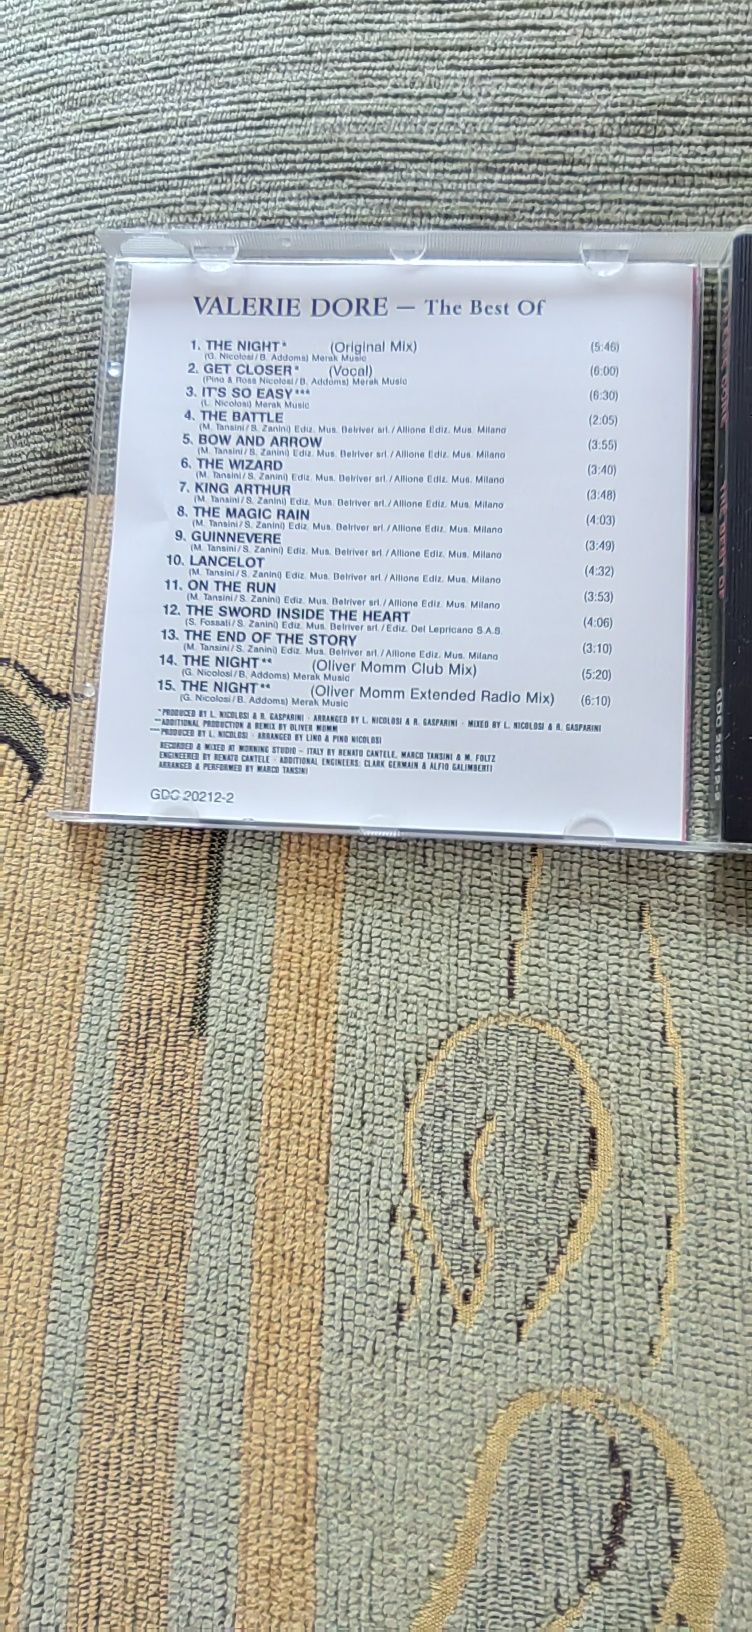 VALERIE DORE – The Best Of
1. THE NIGHT* (Original Mix) (5:46)
(G. Nicolosi/B. Addoms) Merak Music
2. GET CLOSER* (Vocal) (6:00)
(Pino & Ross Nicolosi/B. Addoms) Merak Music
3. IT'S SO EASY*** (6:30)
(L. Nicolosi) Merak Music
4. THE BATTLE (2:05)
(M. Tansini/S. Zanini) Ediz. Mus. Belriver srl./Allione Ediz. Mus. Milano
5. BOW AND ARROW (3:55)
(M. Tansini/S. Zanini) Ediz. Mus. Belriver srl./Allione Ediz. Mus. Milano
6. THE WIZARD (3:40)
(M. Tansini/S. Zanini) Ediz. Mus. Belriver srl./Allione Ediz. Mus. Milano
7. KING ARTHUR (3:48)
(M. Tansini/S. Zanini) Ediz. Mus. Belriver srl./Allione Ediz. Mus. Milano
8. THE MAGIC RAIN (4:03)
(M. Tansini/S. Zanini) Ediz. Mus. Belriver srl./Allione Ediz. Mus. Milano
9. GUINNEVERE (3:49)
(M. Tansini/S. Zanini) Ediz. Mus. Belriver srl./Allione Ediz. Mus. Milano
10. LANCELOT (4:32)
(M. Tansini/S. Zanini) Ediz. Mus. Belriver srl./Allione Ediz. Mus. Milano
11. ON THE RUN (3:53)
(M. Tansini/S. Zanini) Ediz. Mus. Belriver srl./Allione Ediz. Mus. Milano
12. THE SWORD INSIDE THE HEART (4:06)
(S. Fossati/S. Zanini) Ediz. Mus. Belriver srl./Ediz. Del Lepricano S.A.S.
13. THE END OF THE STORY (3:10)
(M. Tansini/S. Zanini) Ediz. Mus. Belriver srl./Allione Ediz. Mus. Milano
14. THE NIGHT** (Oliver Momm Club Mix) (5:20)
(G. Nicolosi/B. Addoms) Merak Music
15. THE NIGHT** (Oliver Momm Extended Radio Mix) (6:10)
(G. Nicolosi/B. Addoms) Merak Music
*PRODUCED BY L. NICOLOSI & R. GASPARINI · ARRANGED BY L. NICOLOSI & R. GASPARINI · MIXED BY L. NICOLOSI & R. GASPARINI
**ADDITIONAL PRODUCTION & REMIX BY OLIVER MOMM
***PRODUCED BY L. NICOLOSI · ARRANGED BY LINO & PINO NICOLOSI
RECORDED & MIXED AT MORNING STUDIO – ITALY BY RENATO CANTELE, MARCO TANSINI & M. FOLTZ
ENGINEERED BY RENATO CANTELE · ADDITIONAL ENGINEERS: CLARK GERMAIN & ALFIO GALIMBERTI
ARRANGED & PERFORMED BY MARCO TANSINI
GDC 20212-2
THE BEST OF
GDC 20212-2